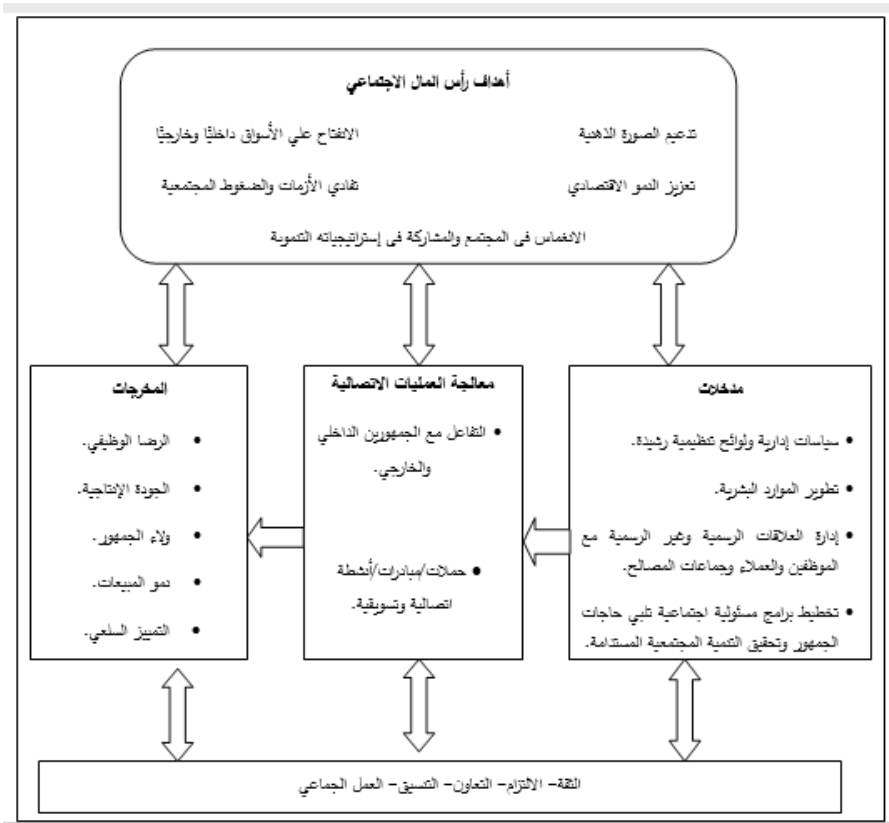 أهداف رأس المال الاجتماعي
تدعيم الصورة الذهنية
الانفتاح علي الأسواق داخليًا وخارجيًا
تعزيز النمو الاقتصادي
تفادي الأزمات والضغوط المجتمعية
الانغماس في المجتمع والمشاركة في إستراتيجياته التنموية
مدخلات
• سياسات إدارية ولوائح تنظيمية رشيدة.
• تطوير الموارد البشرية.
• إدارة العلاقات الرسمية وغير الرسمية مع
الموظفين والعملاء وجماعات المصالح.
• تخطيط برامج مسئولية اجتماعية تلبي حاجات
الجمهور وتحقيق التنمية المجتمعية المستدامة.
معالجة العمليات الاتصالية
• التفاعل مع الجمهورين الداخلي
والخارجي.
• حملات/مبادرات/أنشطة
اتصالية وتسويقية.
المخرجات
• الرضا الوظيفي.
• الجودة الإنتاجية.
• ولاء الجمهور.
• نمو المبيعات.
• التمييز السلعي.
الثقة- الالتزام- التعاون- التنسيق- العمل الجماعي